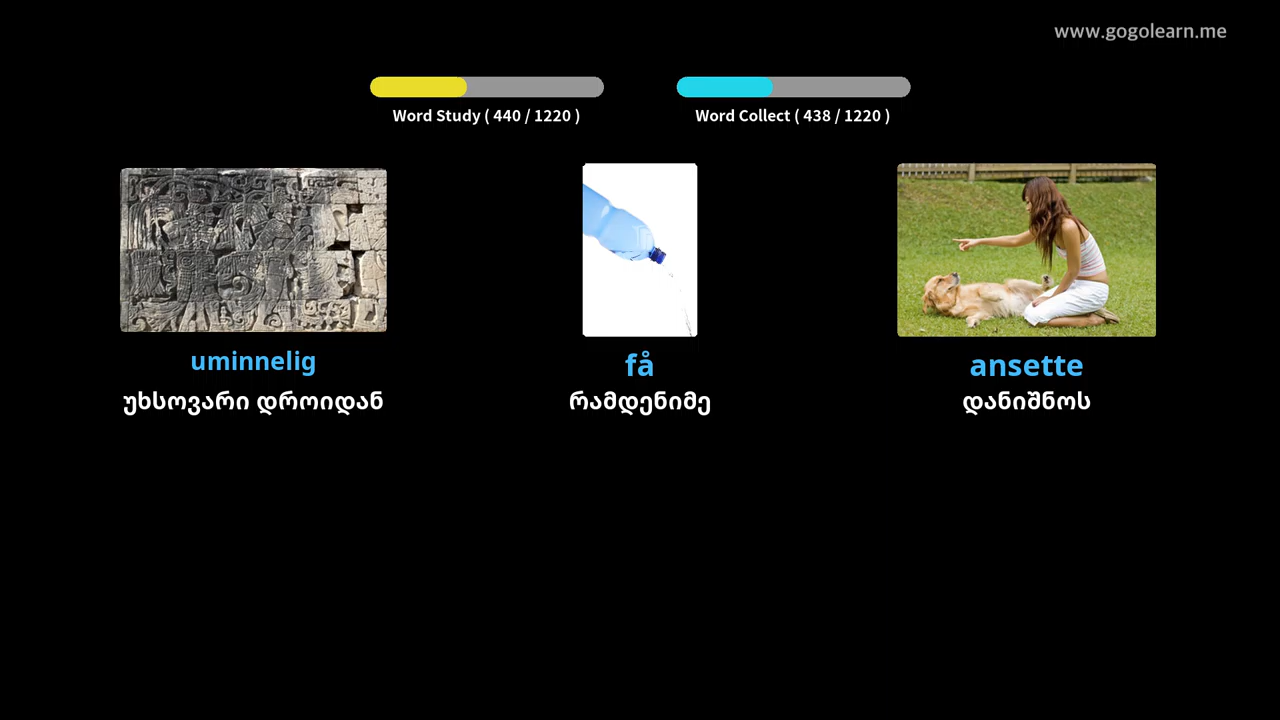 www.gogolearn.me
Word Study ( 440 / 1220 )
Word Collect ( 438 / 1220 )
uminnelig
უხსოვარი დროიდან
få
რამდენიმე
ansette
დანიშნოს